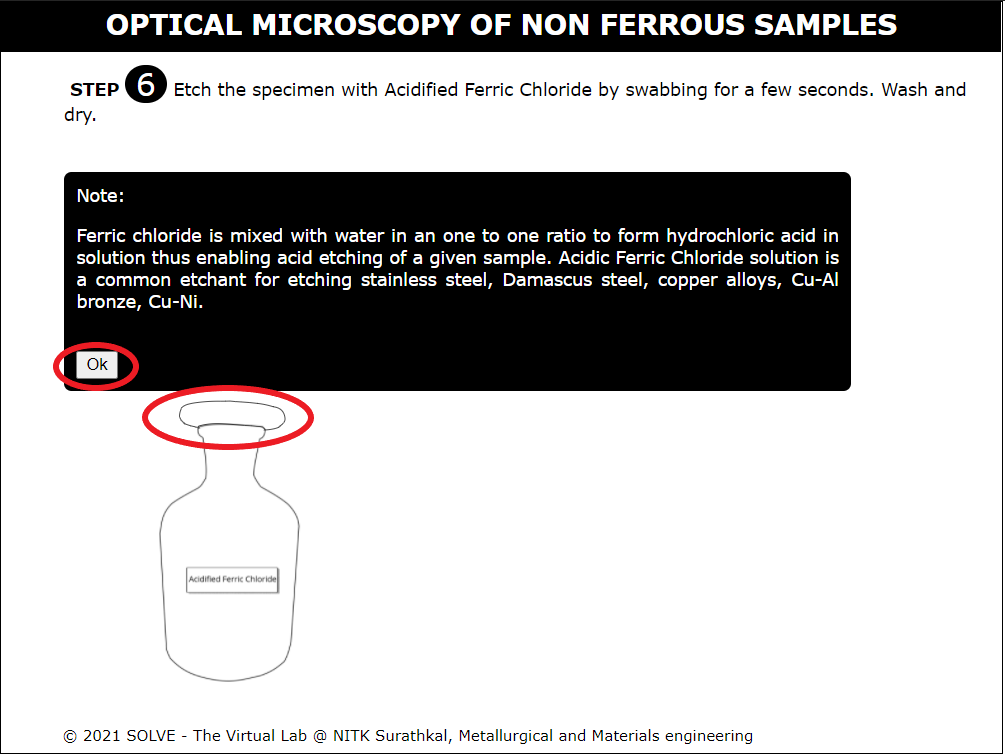 OPTICAL MICROSCOPY OF NON FERROUS SAMPLES
STEP 6 Etch the specimen with Acidified Ferric Chloride by swabbing for a few seconds. Wash and
dry.
Note:
Ferric chloride is mixed with water in an one to one ratio to form hydrochloric acid in
solution thus enabling acid etching of a given sample. Acidic Ferric Chloride solution is
a common etchant for etching stainless steel, Damascus steel, copper alloys, Cu-Al
bronze, Cu-Ni.
Ok
Acidified Ferric Chloride
© 2021 SOLVE - The Virtual Lab @ NITK Surathkal, Metallurgical and Materials engineering